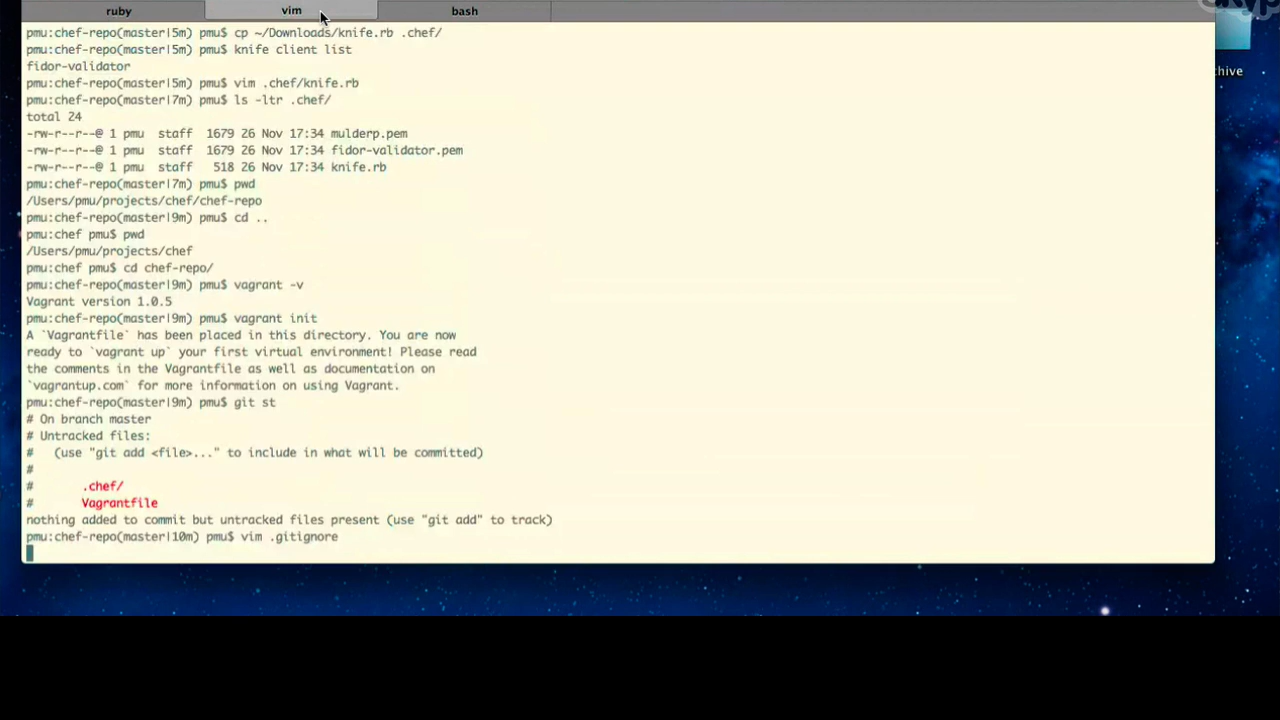 ruby
vim
bash
pmu:chef-repo(master|5m) pmu$ cp ~/Downloads/knife.rb .chef/
pmu:chef-repo(master|5m) pmu$ knife client list
fidor-validator
pmu:chef-repo(master|5m) pmu$ vim .chef/knife.rb
pmu:chef-repo(master|7m) pmu$ ls -ltr .chef/
total 24
-rw-r--r--@ 1 pmu  staff  1679 26 Nov 17:34 mulderp.pem
-rw-r--r--@ 1 pmu  staff  1679 26 Nov 17:34 fidor-validator.pem
-rw-r--r--@ 1 pmu  staff   518 26 Nov 17:34 knife.rb
pmu:chef-repo(master|7m) pmu$ pwd
/Users/pmu/projects/chef/chef-repo
pmu:chef-repo(master|9m) pmu$ cd ..
pmu:chef pmu$ pwd
/Users/pmu/projects/chef
pmu:chef pmu$ cd chef-repo/
pmu:chef-repo(master|9m) pmu$ vagrant -v
Vagrant version 1.0.5
pmu:chef-repo(master|9m) pmu$ vagrant init
A `Vagrantfile` has been placed in this directory. You are now
ready to `vagrant up` your first virtual environment! Please read
the comments in the Vagrantfile as well as documentation on
`vagrantup.com` for more information on using Vagrant.
pmu:chef-repo(master|9m) pmu$ git st
# On branch master
# Untracked files:
#   (use "git add <file>..." to include in what will be committed)
#
#       .chef/
#       Vagrantfile
nothing added to commit but untracked files present (use "git add" to track)
pmu:chef-repo(master|10m) pmu$ vim .gitignore